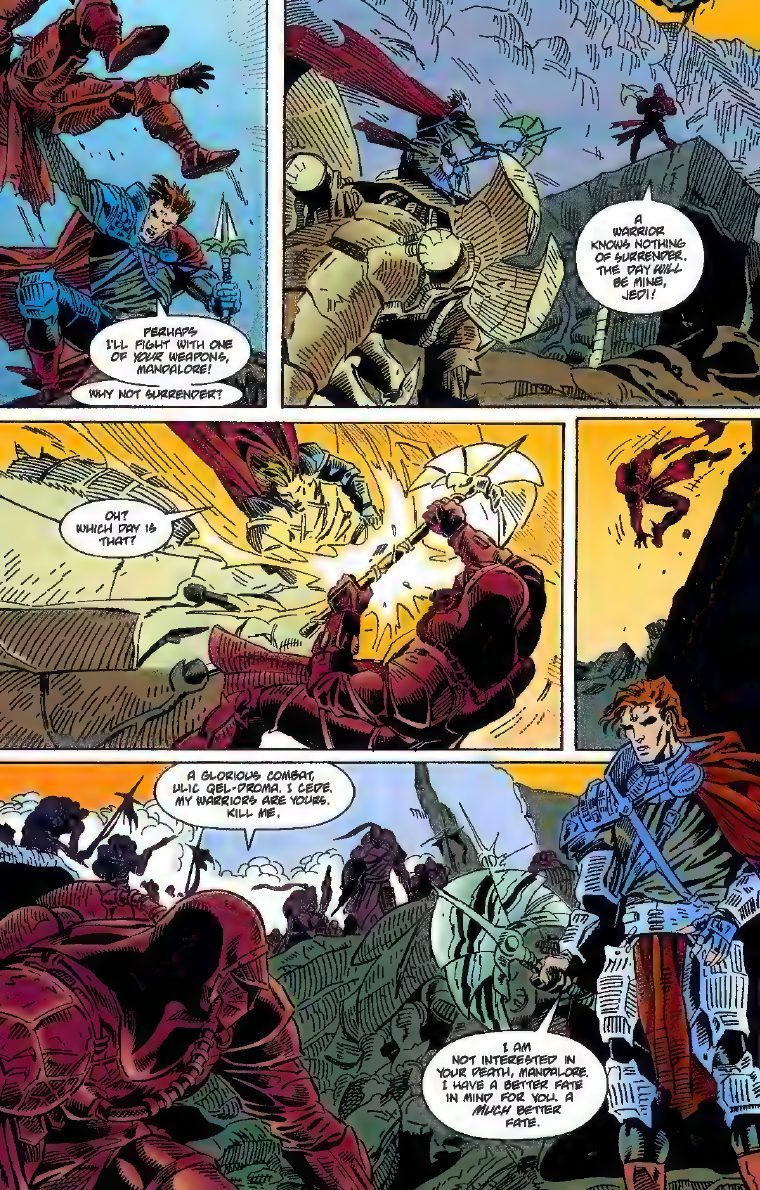 PERHAPS
I'LL FIGHT WITH ONE
OF YOUR WEAPONS,
MANDALORE!
WHY NOT SURRENDER?
A
WARRIOR
KNOWS NOTHING
OF SURRENDER.
THE DAY WILL
BE MINE,
JEDI!
OH?
WHICH DAY IS
THAT?
A GLORIOUS COMBAT,
ULIC QEL-DROMA. I CEDE.
MY WARRIORS ARE YOURS.
KILL ME.
I AM
NOT INTERESTED IN
YOUR DEATH, MANDALORE.
I HAVE A BETTER FATE
IN MIND FOR YOU. A
MUCH BETTER
FATE.